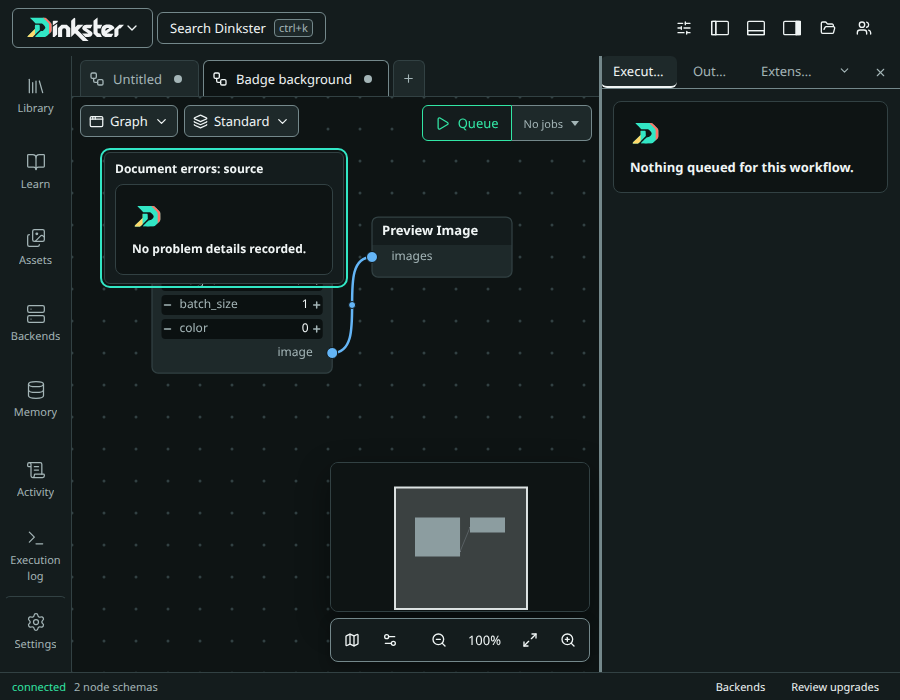 Dinkster
Search Dinkster ctrl+k
Library
Learn
Assets
Backends
Memory
Activity
Execution
log
Settings
Untitled
Badge background
Graph
Standard
Queue
No jobs
Document errors: source
No problem details recorded.
batch_size 1
color 0
image
Preview Image
images
100%
Execut...
Out...
Extens...
Nothing queued for this workflow.
connected 2 node schemas
Backends
Review upgrades